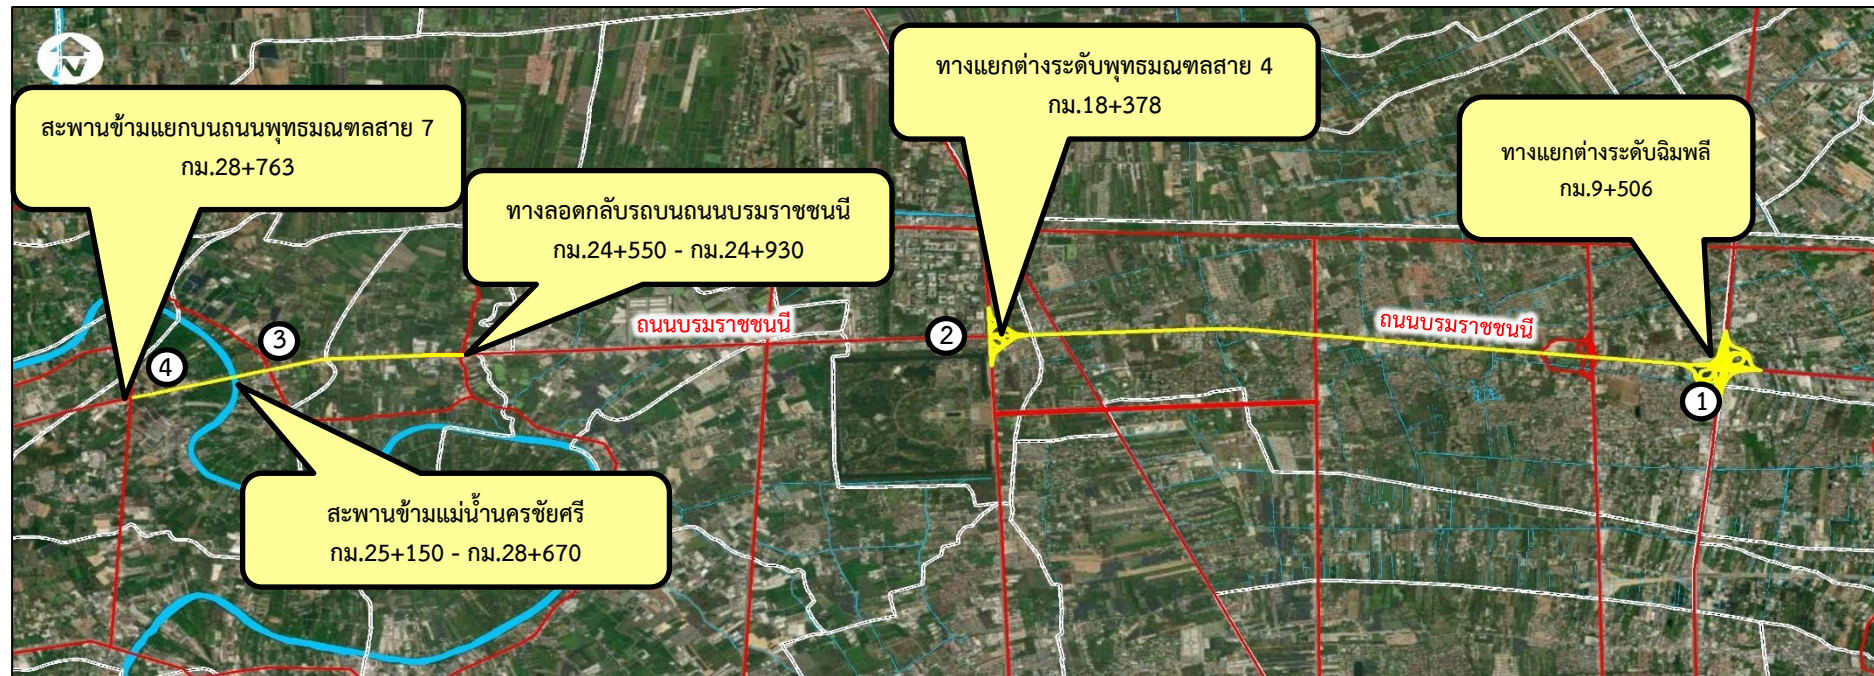 N
สะพานข้ามแยกบนถนนพุทธมณฑลสาย 7
กม.28+763
ทางลอดกลับรถบนถนนบรมราชชนนี
กม.24+550 - กม.24+930
ทางแยกต่างระดับพุทธมณฑลสาย 4
กม.18+378
ทางแยกต่างระดับฉิมพลี
กม.9+506
ถนนบรมราชชนนี
ถนนบรมราชชนนี
2
3
4
1
สะพานข้ามแม่น้ำนครชัยศรี
กม.25+150 - กม.28+670